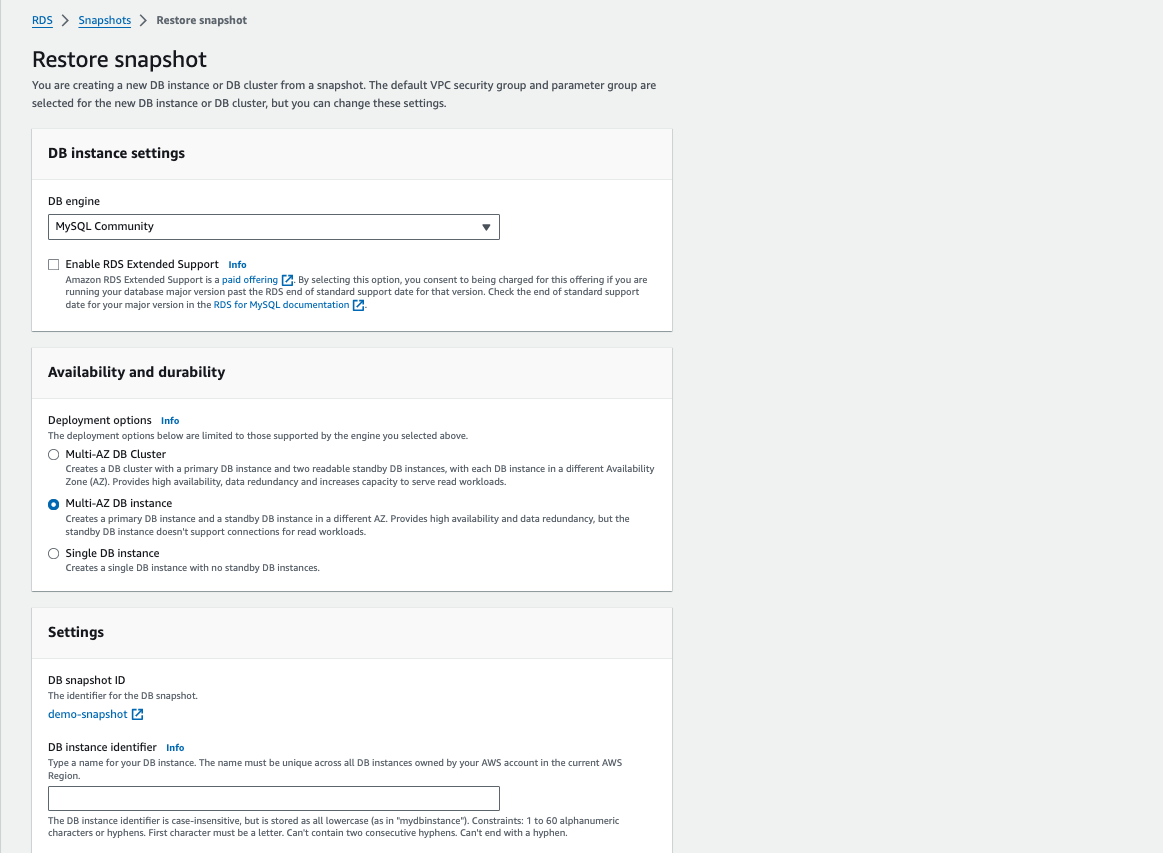 RDS > Snapshots > Restore snapshot
Restore snapshot
You are creating a new DB instance or DB cluster from a snapshot. The default VPC security group and parameter group are
selected for the new DB instance or DB cluster, but you can change these settings.
DB instance settings
DB engine
MySQL Community
Enable RDS Extended Support Info
Amazon RDS Extended Support is a paid offering. By selecting this option, you consent to being charged for this offering if you are
running your database major version past the RDS end of standard support date for that version. Check the end of standard support
date for your major version in the RDS for MySQL documentation.
Availability and durability
Deployment options Info
The deployment options below are limited to those supported by the engine you selected above.
Multi-AZ DB Cluster
Creates a DB cluster with a primary DB instance and two readable standby DB instances, with each DB instance in a different Availability
Zone (AZ). Provides high availability, data redundancy and increases capacity to serve read workloads.
Multi-AZ DB instance
Creates a primary DB instance and a standby DB instance in a different AZ. Provides high availability and data redundancy, but the
standby DB instance doesn't support connections for read workloads.
Single DB instance
Creates a single DB instance with no standby DB instances.
Settings
DB snapshot ID
The identifier for the DB snapshot.
demo-snapshot
DB instance identifier Info
Type a name for your DB instance. The name must be unique across all DB instances owned by your AWS account in the current AWS
Region.
The DB instance identifier is case-insensitive, but is stored as all lowercase (as in "mydbinstance"). Constraints: 1 to 60 alphanumeric
characters or hyphens. First character must be a letter. Can't contain two consecutive hyphens. Can't end with a hyphen.